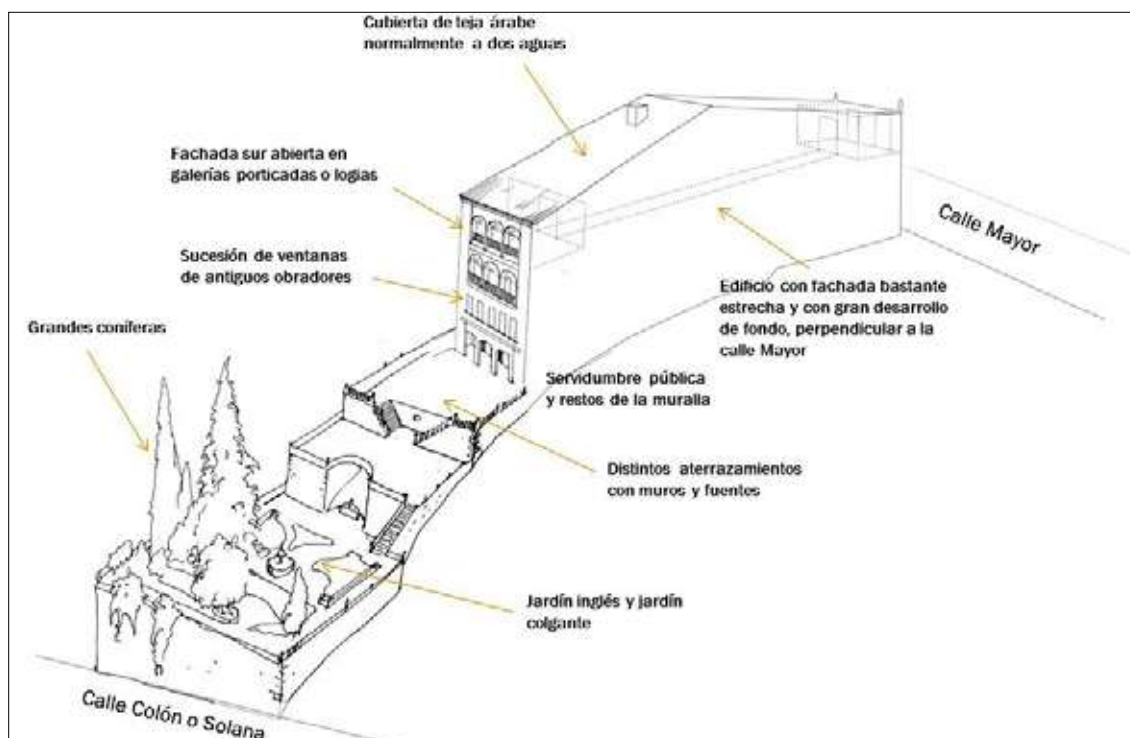 Cubierta de teja árabe
normalmente a dos aguas
Fachada sur abierta en
galerías porticadas o logias
Calle Mayor
Sucesión de ventanas
de antiguos obradores
Edificio con fachada bastante
estrecha y con gran desarrollo
de fondo, perpendicular a la
calle Mayor
Grandes coníferas
Servidumbre pública
y restos de la muralla
Distintos aterrazamientos
con muros y fuentes
Jardín inglés y jardín
colgante
Calle Colón o Solana